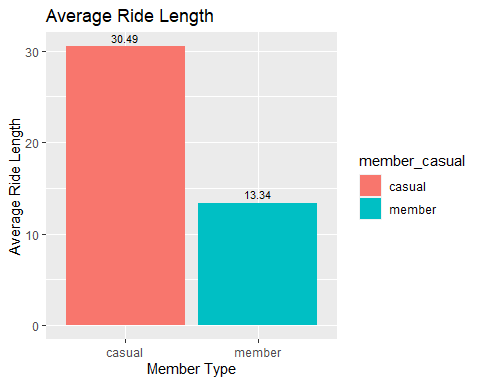 Average Ride Length
30.49
13.34
30
20
10
0
Average Ride Length
casual
member
Member Type
member_casual
casual
member